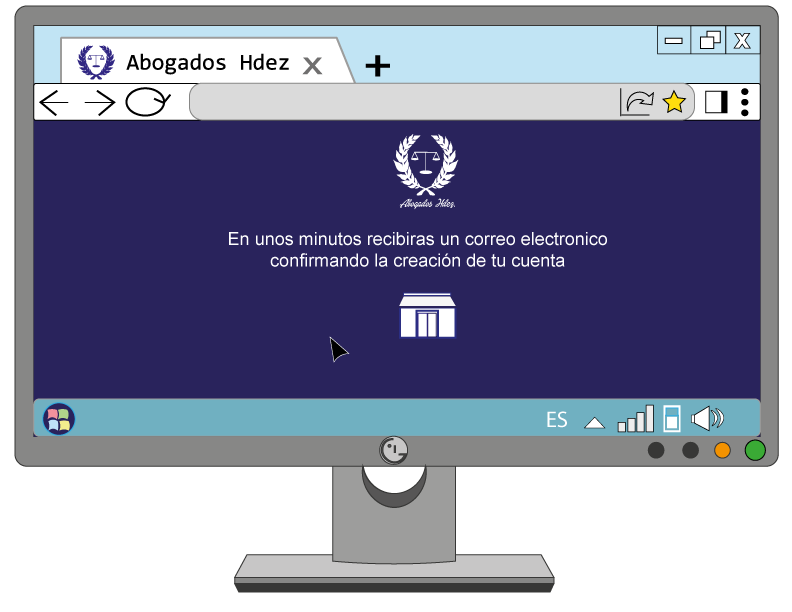 Abogados Hdez X
X
Abogados Hdez.
En unos minutos recibiras un correo electronico
confirmando la creación de tu cuenta
ES